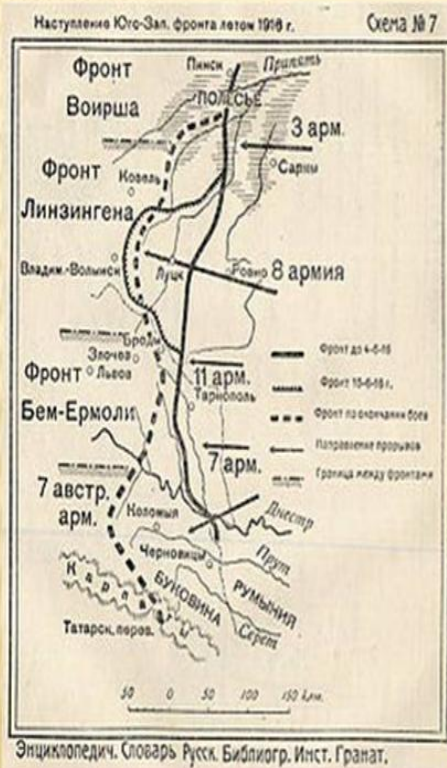 Наступление Юго-Зап. фронта летом 1916 г.
Схема № 7
Фронт
Воирша
Пинск
Припять
ПОЛЕСЬЕ
3 арм.
Сарны
Фронт
Линзингена
Ковель
Владим.-Волынск
Луцк
Ровно
8 армия
Броды
Злочев
Львов
Фронт
Бем-Ермоли
11 арм.
Тарнополь
7 арм.
Фронт до 4-6-16
Фронт 15-6-16 г.
Фронт по окончании боев
Направление прорывов
Граница между фронтами
7 австр.
арм.
Коломыя
Днестр
Черновицы
Прут
Карпаты
БУКОВИНА
РУМЫНИЯ
Серет
Татарск. перев.
50 0 50 100 150 км.
Энциклопедич. Словарь Русск. Библиогр. Инст. Гранат.